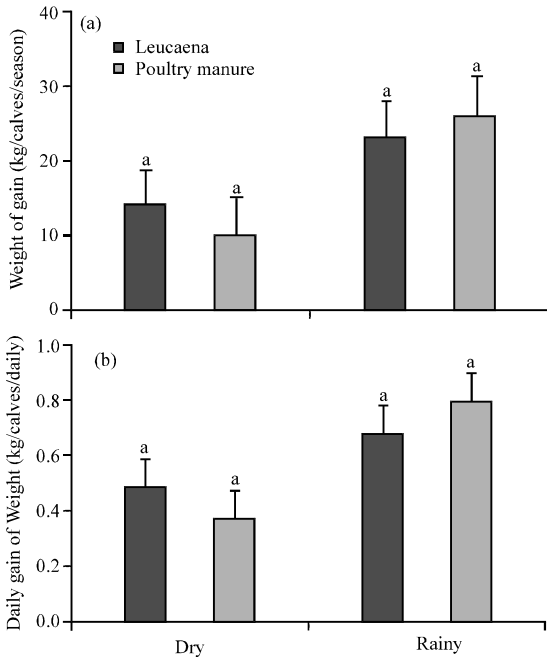 (a)
Leucaena
Poultry manure
Weight of gain (kg/calves/season)
40
30
20
10
0
a
a
a
a
(b)
Daily gain of Weight (kg/calves/daily)
1.0
0.8
0.6
0.4
0.2
0.0
a
a
a
a
Dry
Rainy